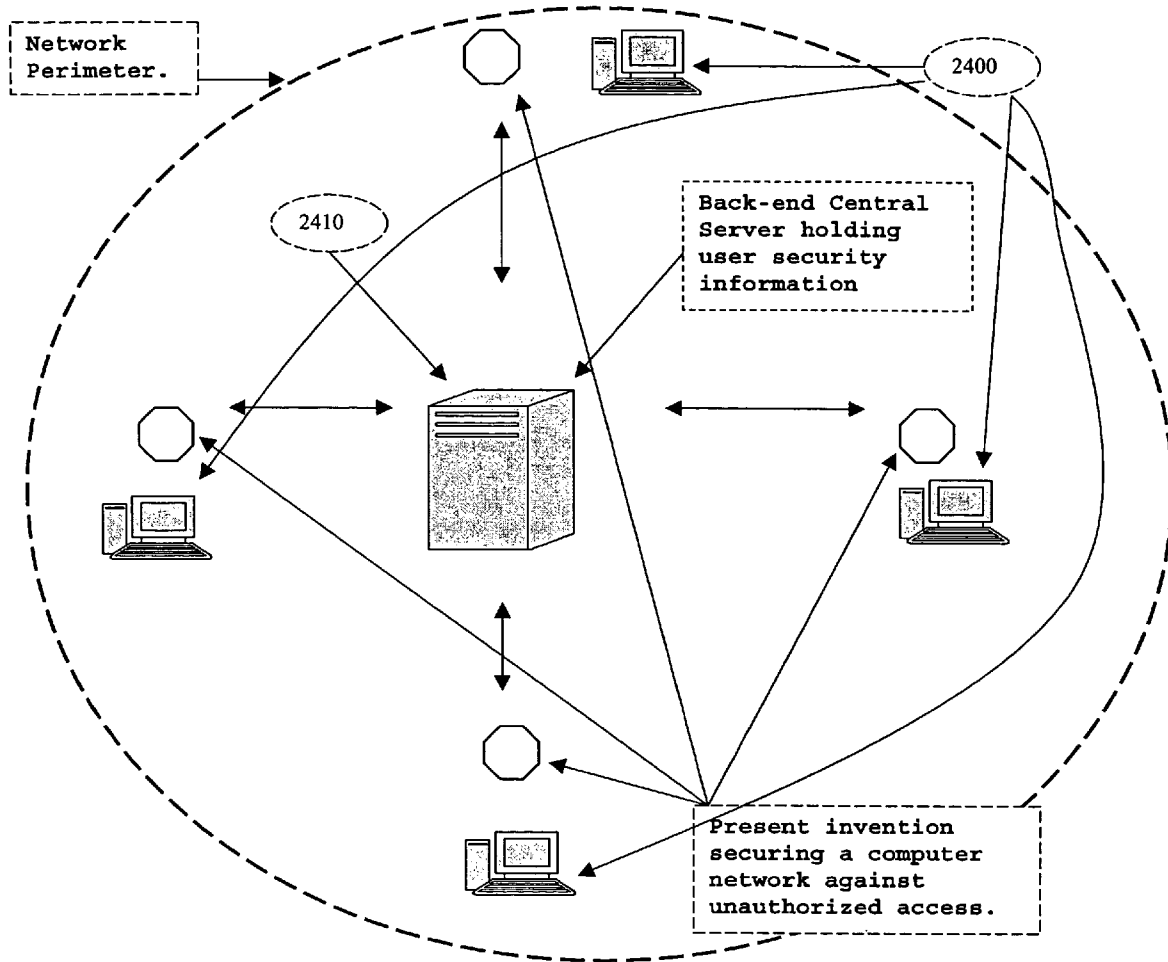 Network
Perimeter.
2400
2410
Back-end Central
Server holding
user security
information
Present invention
securing a computer
network against
unauthorized access.